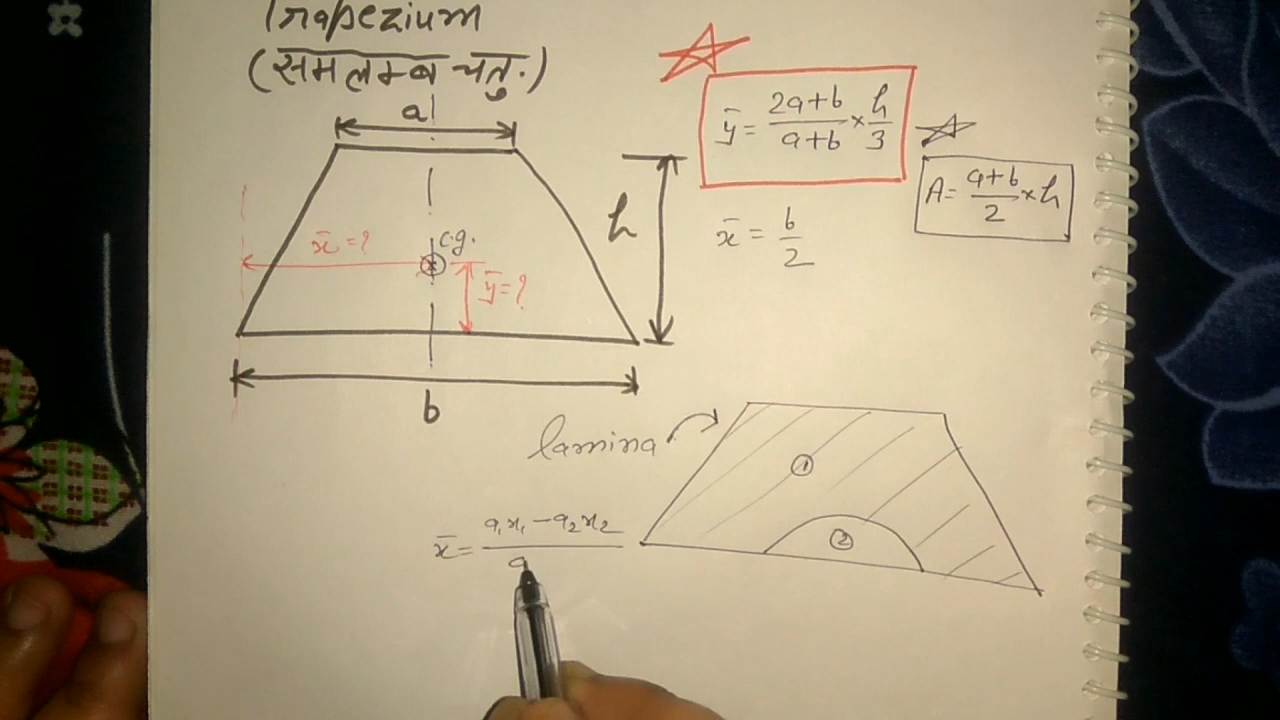 Trapezium
(समलम्ब चतु.)
a
ȳ = (2a+b)/(a+b) × h/3
A = (a+b)/2 × h
h
x̄ = b/2
x̄ = ?
c.g.
ȳ = ?
b
lamina
①
②
x̄ = (a₁x₁ - a₂x₂)/a